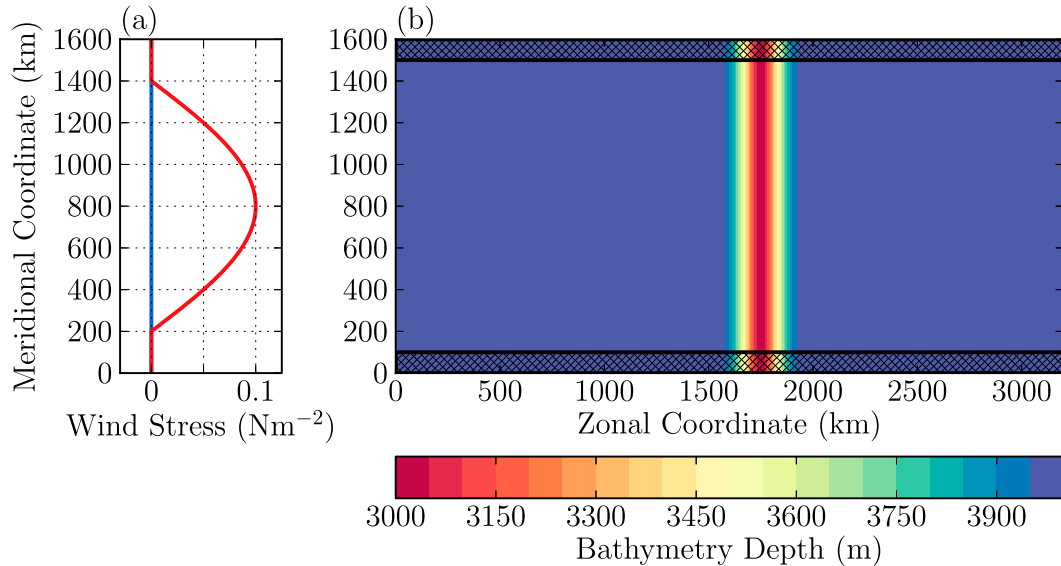 (a)
(b)
Meridional Coordinate (km)
1600
1400
1200
1000
800
600
400
200
0
0 0.1
Wind Stress (Nm⁻²)
1600
1400
1200
1000
800
600
400
200
0
0 500 1000 1500 2000 2500 3000
Zonal Coordinate (km)
3000 3150 3300 3450 3600 3750 3900
Bathymetry Depth (m)